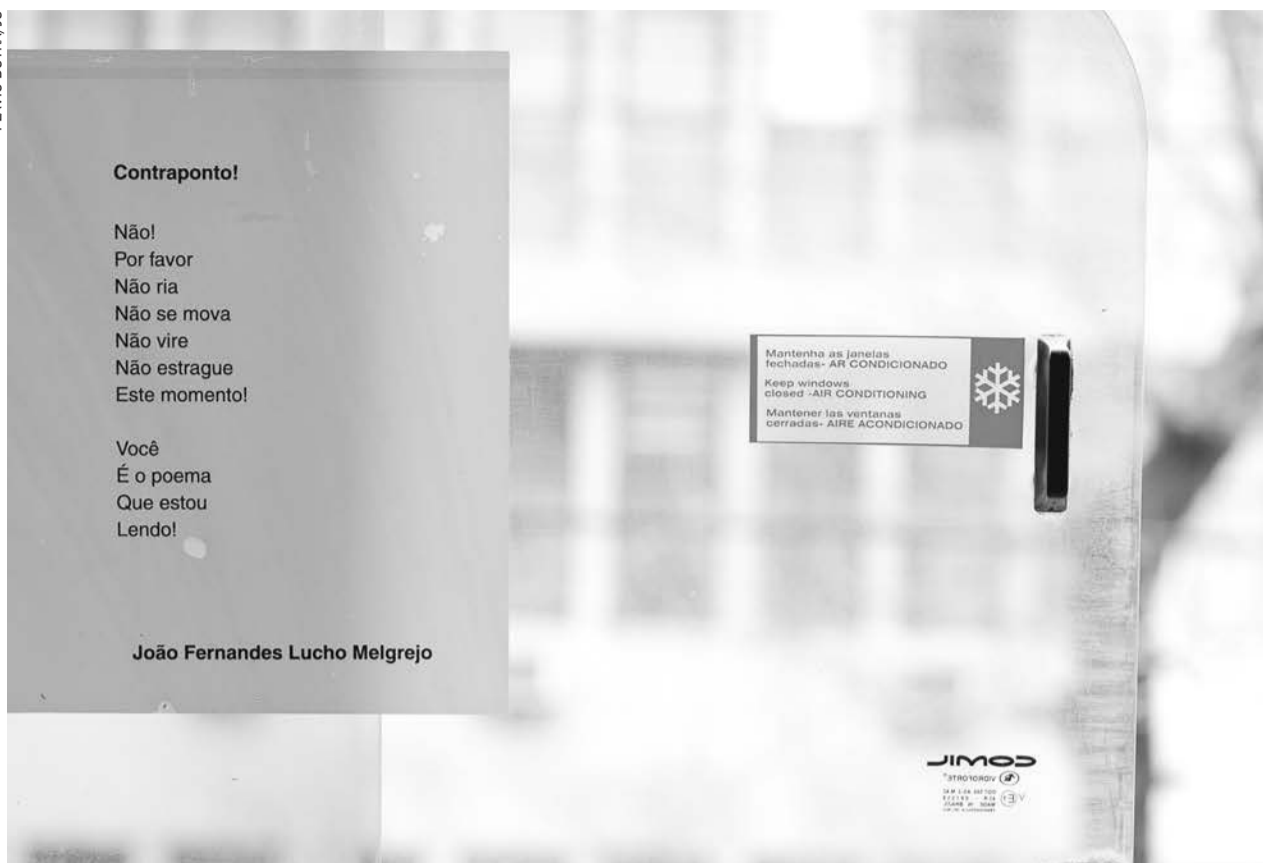 Contraponto!
Não!
Por favor
Não ria
Não se mova
Não vire
Não estrague
Este momento!
Você
É o poema
Que estou
Lendo!
João Fernandes Lucho Melgrejo
Mantenha as janelas
fechadas- AR CONDICIONADO
Keep windows
closed -AIR CONDITIONING
Mantener las ventanas
cerradas- AIRE ACONDICIONADO
COMIL
VIDROFORTE